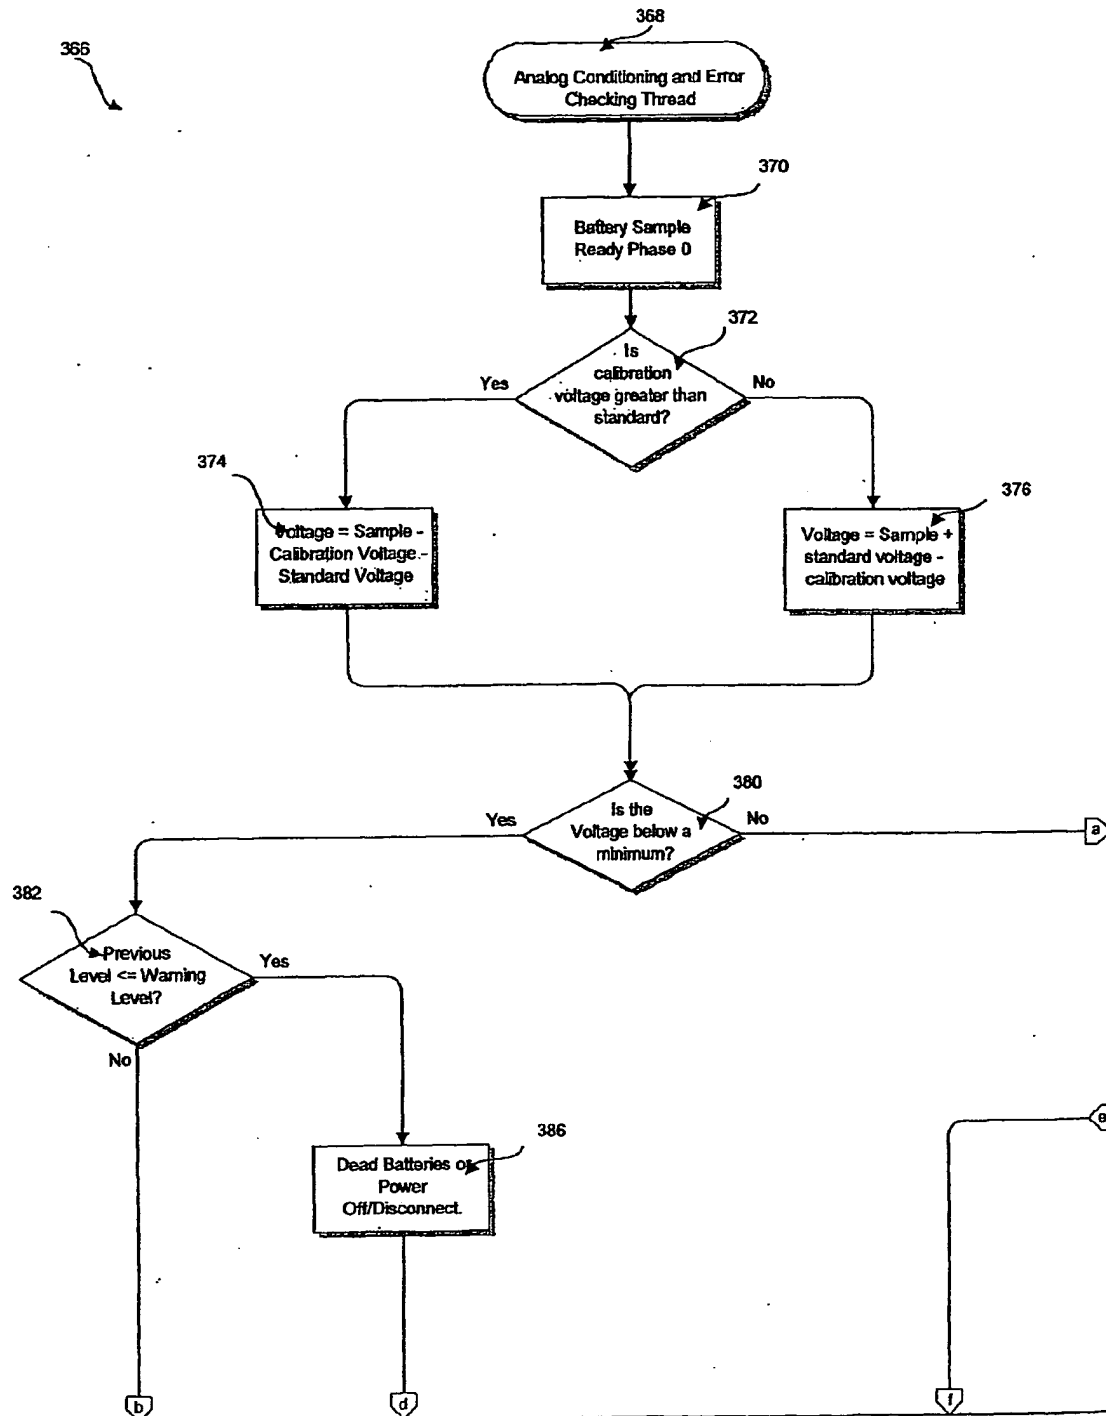 368
366
Analog Conditioning and Error
Checking Thread
370
Battery Sample
Ready Phase 0
372
Is
calibration
voltage greater than
standard?
Yes
No
374
376
Voltage = Sample -
Calibration Voltage -
Standard Voltage
Voltage = Sample +
standard voltage -
calibration voltage
380
Is the
Voltage below a
minimum?
Yes
No
a
382
Previous
Level <= Warning
Level?
Yes
No
e
386
Dead Batteries or
Power
Off/Disconnect.
b
d
f